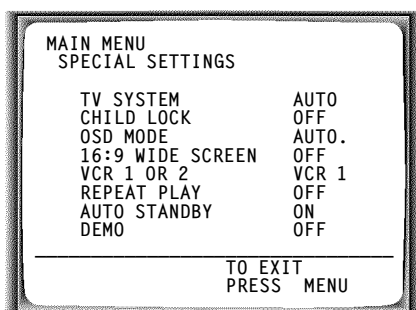 MAIN MENU
SPECIAL SETTINGS
TV SYSTEM AUTO
CHILD LOCK OFF
OSD MODE AUTO.
16:9 WIDE SCREEN OFF
VCR 1 OR 2 VCR 1
REPEAT PLAY OFF
AUTO STANDBY ON
DEMO OFF
TO EXIT
PRESS MENU